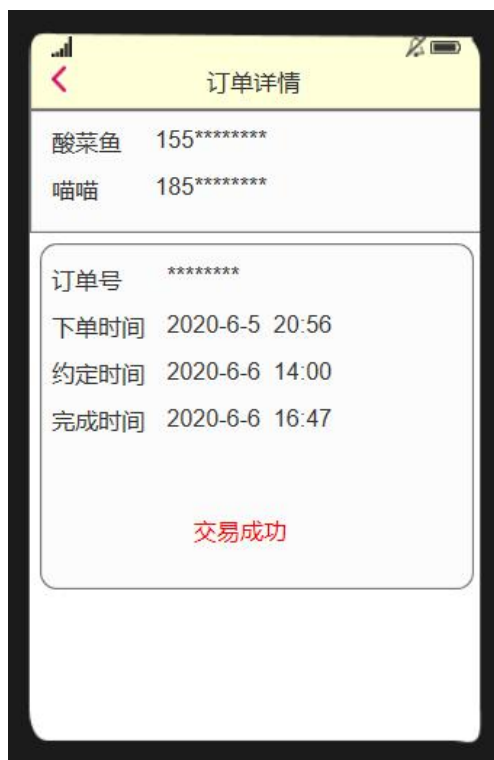 订单详情
酸菜鱼 155********
喵喵 185********
订单号 ********
下单时间 2020-6-5 20:56
约定时间 2020-6-6 14:00
完成时间 2020-6-6 16:47
交易成功